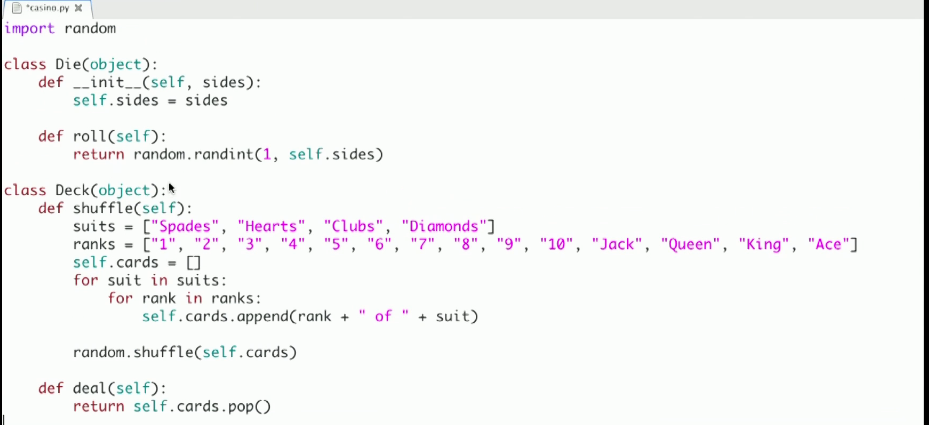 *casino.py
import random
class Die(object):
    def __init__(self, sides):
        self.sides = sides
    def roll(self):
        return random.randint(1, self.sides)
class Deck(object):
    def shuffle(self):
        suits = ["Spades", "Hearts", "Clubs", "Diamonds"]
        ranks = ["1", "2", "3", "4", "5", "6", "7", "8", "9", "10", "Jack", "Queen", "King", "Ace"]
        self.cards = []
        for suit in suits:
            for rank in ranks:
                self.cards.append(rank + " of " + suit)
        random.shuffle(self.cards)
    def deal(self):
        return self.cards.pop()